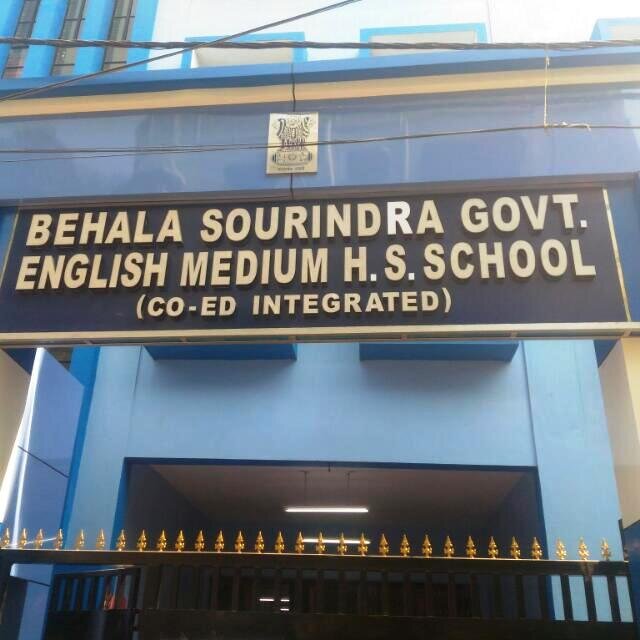 BEHALA SOURINDRA GOVT.
ENGLISH MEDIUM H.S. SCHOOL
(CO-ED INTEGRATED)